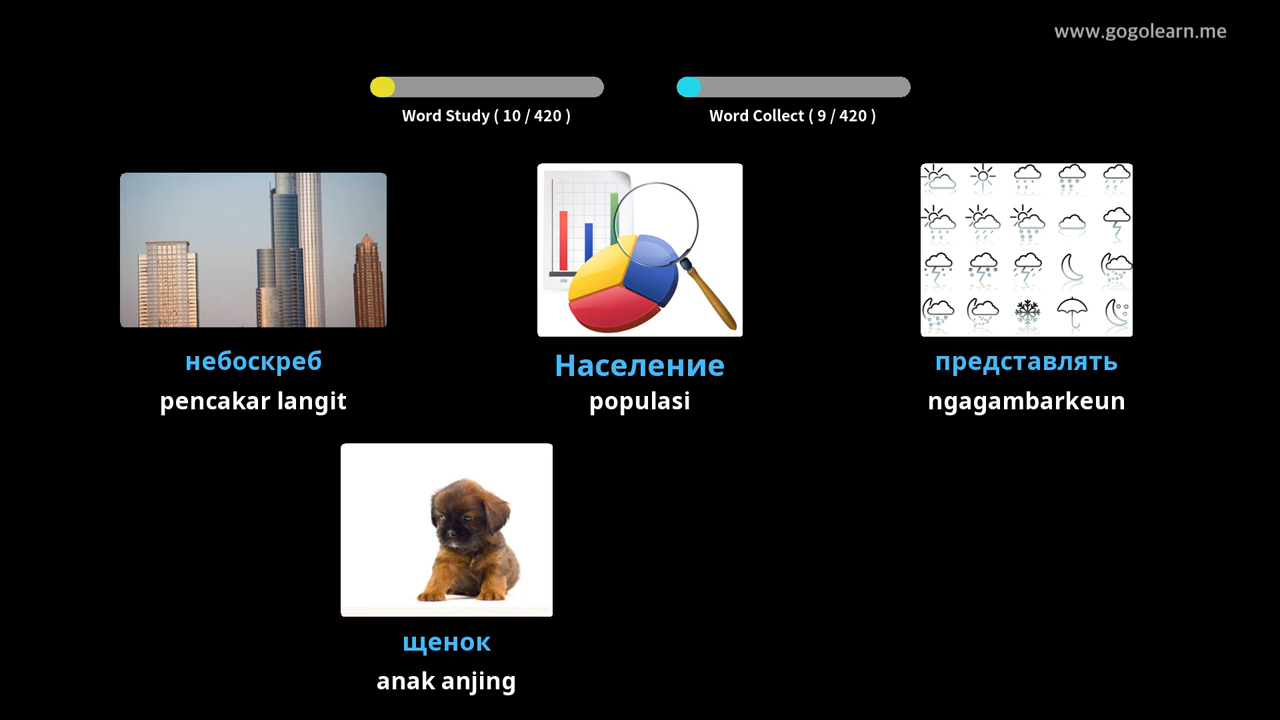 www.gogolearn.me
Word Study ( 10 / 420 )
Word Collect ( 9 / 420 )
небоскреб
Население
представлять
pencakar langit
populasi
ngagambarkeun
щенок
anak anjing